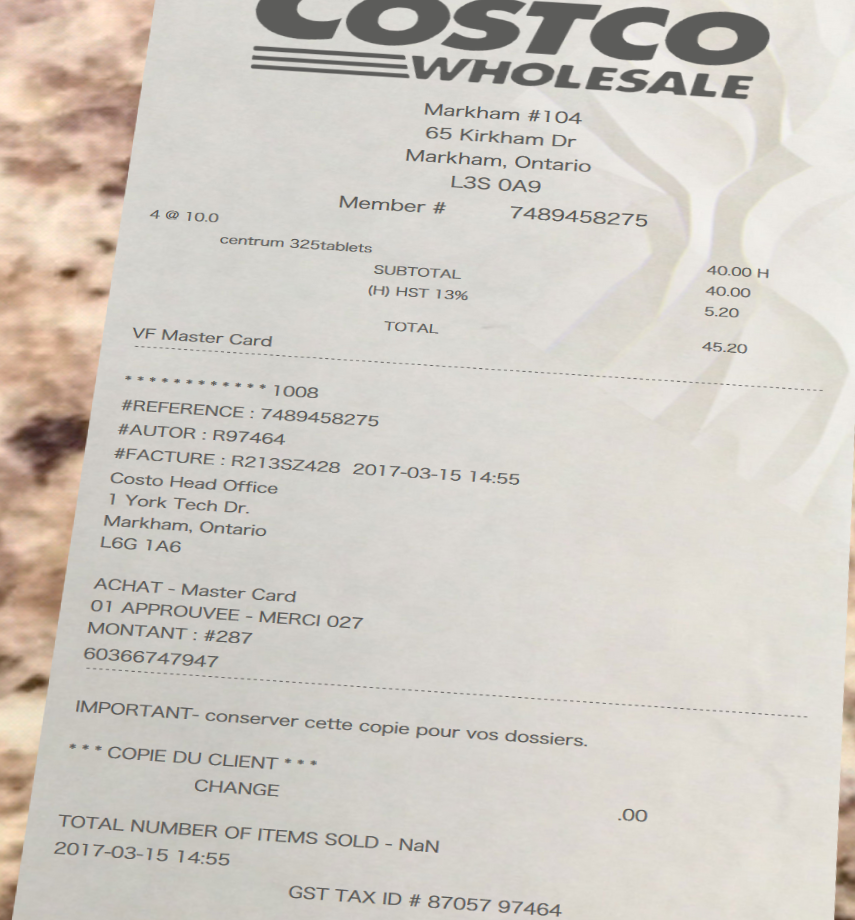 COSTCO
WHOLESALE
Markham #104
65 Kirkham Dr
Markham, Ontario
L3S 0A9
Member # 7489458275
4 @ 10.0
centrum 325tablets 40.00 H
SUBTOTAL 40.00
(H) HST 13% 5.20
TOTAL 45.20
VF Master Card
* * * * * * * * * * * * 1008
#REFERENCE : 7489458275
#AUTOR : R97464
#FACTURE : R213SZ428 2017-03-15 14:55
Costo Head Office
1 York Tech Dr.
Markham, Ontario
L6G 1A6
ACHAT - Master Card
01 APPROUVEE - MERCI 027
MONTANT : #287
60366747947
IMPORTANT- conserver cette copie pour vos dossiers.
* * * COPIE DU CLIENT * * *
CHANGE .00
TOTAL NUMBER OF ITEMS SOLD - NaN
2017-03-15 14:55
GST TAX ID # 87057 97464